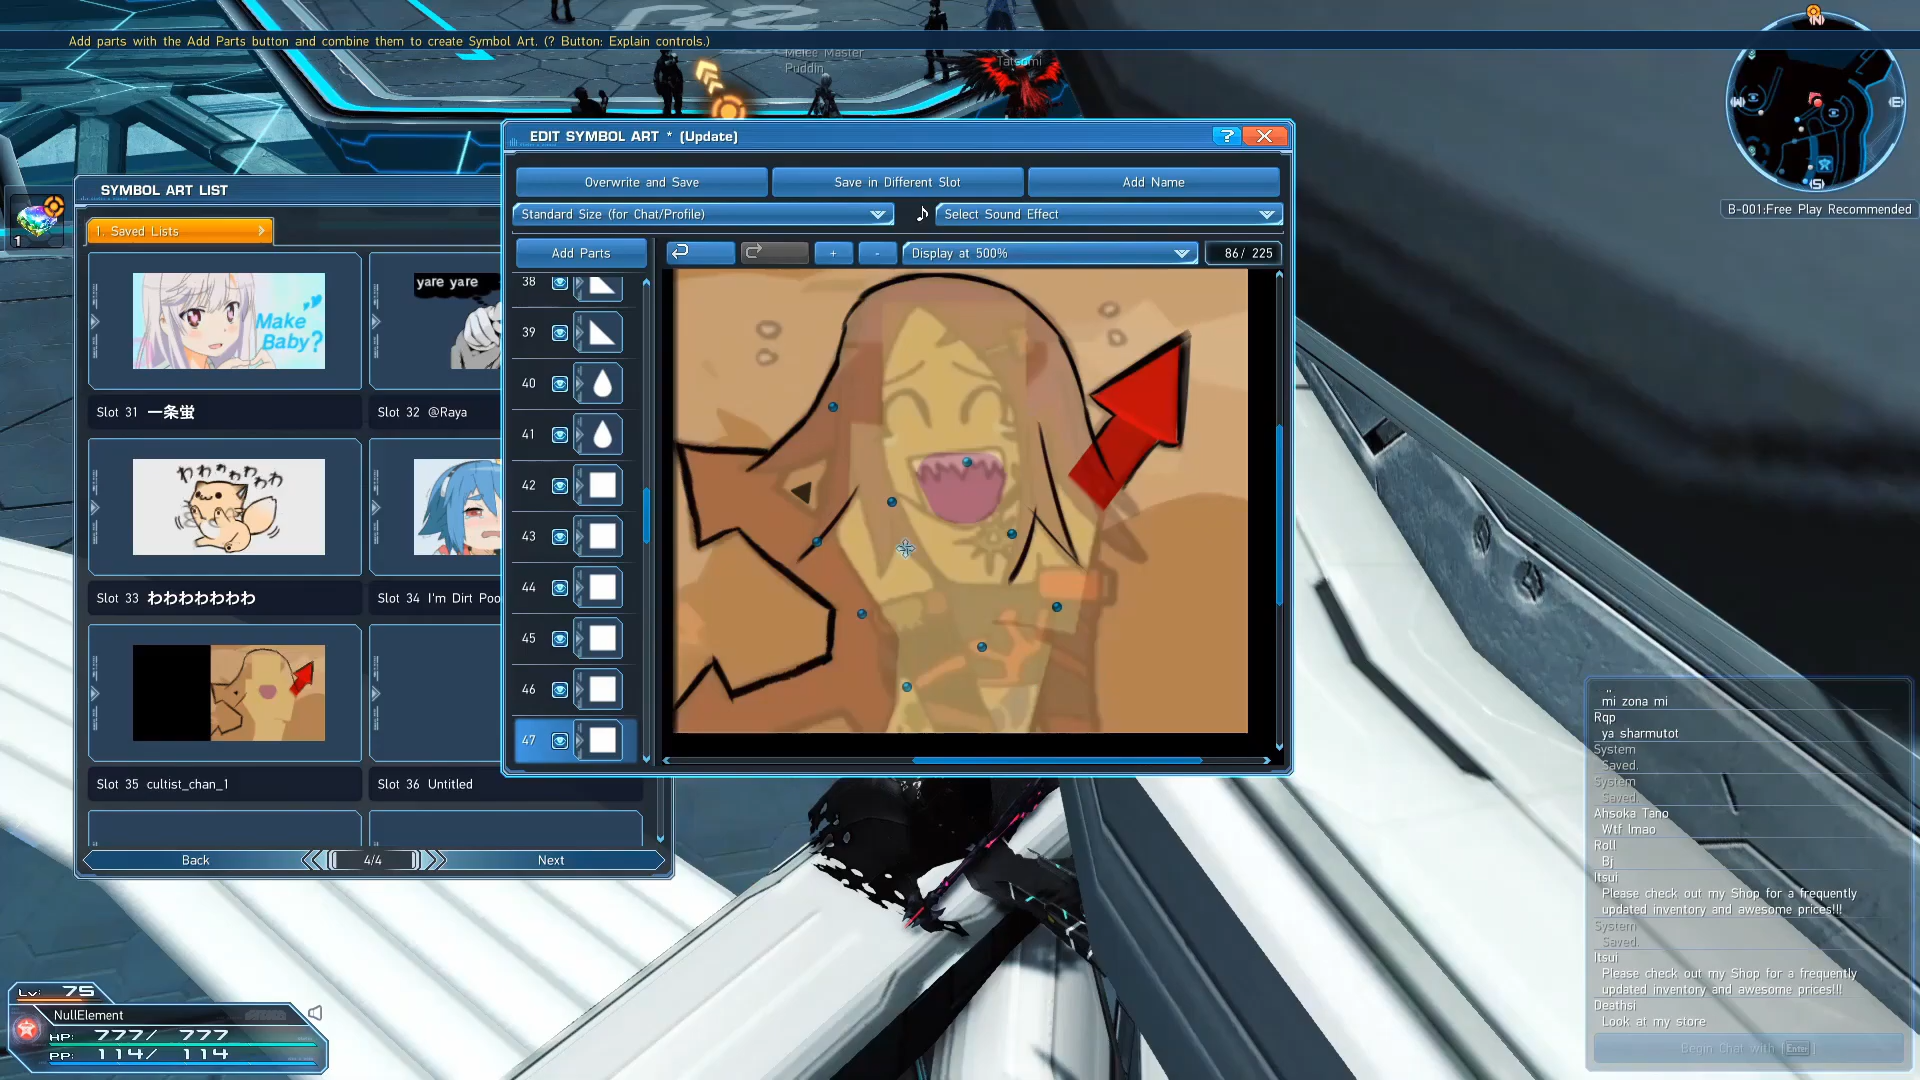 Add parts with the Add Parts button and combine them to create Symbol Art. (? Button: Explain controls.)
Melee Master
Puddin
Tatsumi
N
W
E
S
B-001:Free Play Recommended
EDIT SYMBOL ART * (Update)
?
Overwrite and Save
Save in Different Slot
Add Name
Standard Size (for Chat/Profile)
Select Sound Effect
Add Parts
+
-
Display at 500%
86/ 225
38
39
40
41
42
43
44
45
46
47
SYMBOL ART LIST
1. Saved Lists
1
Make
Baby?
yare yare
Slot 31 一条蛍
Slot 32 @Raya
わわわわわわわ
Slot 33 わわわわわわわ
Slot 34 I'm Dirt Poo
Slot 35 cultist_chan_1
Slot 36 Untitled
Back
4/4
Next
mi zona mi
Rqp
ya sharmutot
System
Saved.
System
Saved.
Ahsoka Tano
Wtf lmao
Roll
Bj
Itsui
Please check out my Shop for a frequently
updated inventory and awesome prices!!!
System
Saved.
Itsui
Please check out my Shop for a frequently
updated inventory and awesome prices!!!
Deathsi
Look at my store
Begin Chat with [Enter]
Lv: 75
NullElement
HP: 777/ 777
PP: 114/ 114